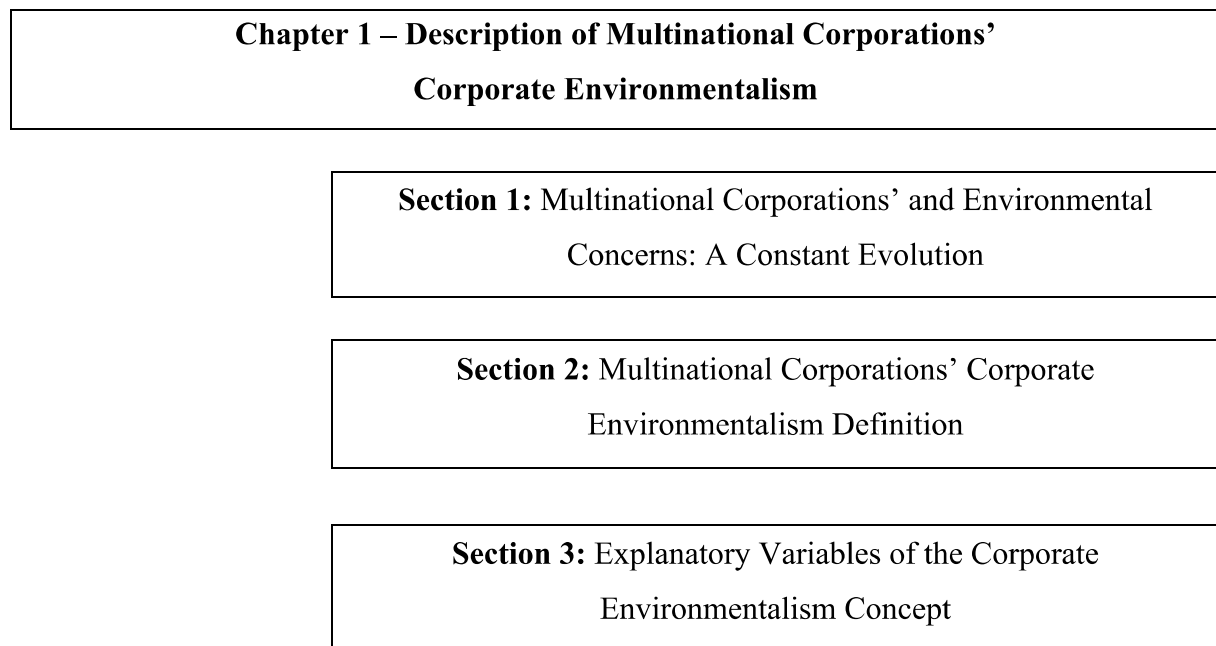 Chapter 1 – Description of Multinational Corporations’
Corporate Environmentalism
Section 1: Multinational Corporations’ and Environmental
Concerns: A Constant Evolution
Section 2: Multinational Corporations’ Corporate
Environmentalism Definition
Section 3: Explanatory Variables of the Corporate
Environmentalism Concept